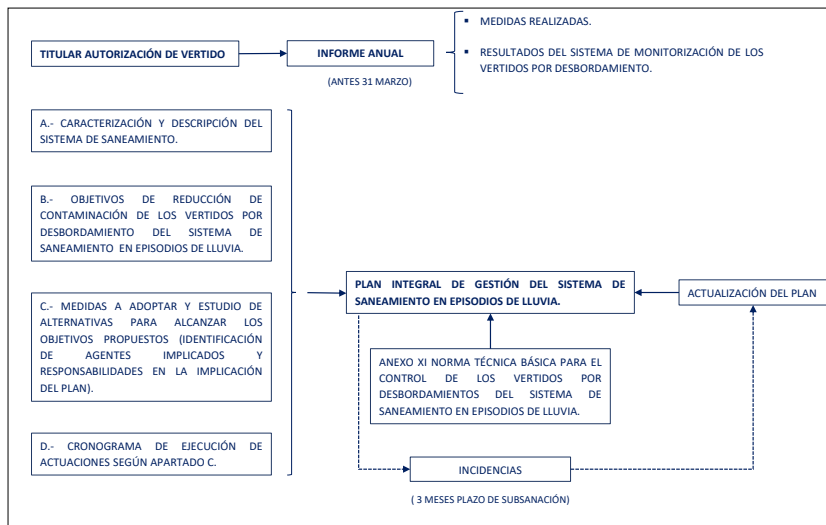 TITULAR AUTORIZACIÓN DE VERTIDO
INFORME ANUAL
(ANTES 31 MARZO)
▪ MEDIDAS REALIZADAS.
▪ RESULTADOS DEL SISTEMA DE MONITORIZACIÓN DE LOS
VERTIDOS POR DESBORDAMIENTO.
A.- CARACTERIZACIÓN Y DESCRIPCIÓN DEL
SISTEMA DE SANEAMIENTO.
B.- OBJETIVOS DE REDUCCIÓN DE
CONTAMINACIÓN DE LOS VERTIDOS POR
DESBORDAMIENTO DEL SISTEMA DE
SANEAMIENTO EN EPISODIOS DE LLUVIA.
C.- MEDIDAS A ADOPTAR Y ESTUDIO DE
ALTERNATIVAS PARA ALCANZAR LOS
OBJETIVOS PROPUESTOS (IDENTIFICACIÓN
DE AGENTES IMPLICADOS Y
RESPONSABILIDADES EN LA IMPLICACIÓN
DEL PLAN).
D.- CRONOGRAMA DE EJECUCIÓN DE
ACTUACIONES SEGÚN APARTADO C.
PLAN INTEGRAL DE GESTIÓN DEL SISTEMA DE
SANEAMIENTO EN EPISODIOS DE LLUVIA.
ACTUALIZACIÓN DEL PLAN
ANEXO XI NORMA TÉCNICA BÁSICA PARA EL
CONTROL DE LOS VERTIDOS POR
DESBORDAMIENTOS DEL SISTEMA DE
SANEAMIENTO EN EPISODIOS DE LLUVIA.
INCIDENCIAS
( 3 MESES PLAZO DE SUBSANACIÓN)